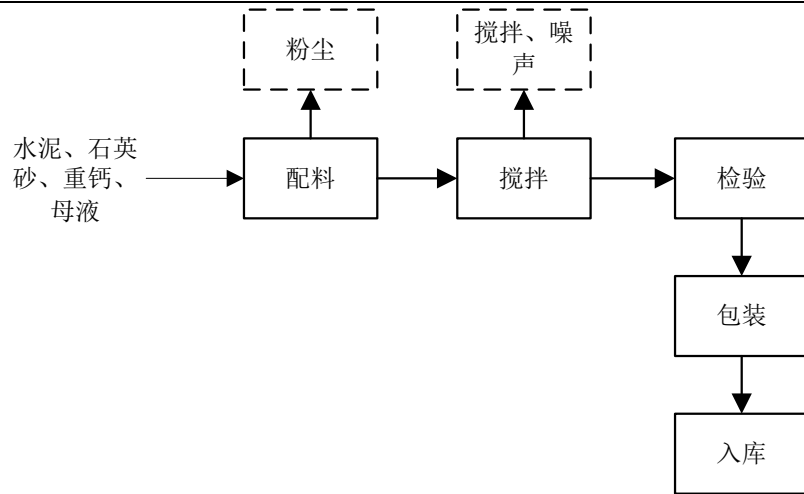 粉尘
搅拌、噪
声
水泥、石英
砂、重钙、
母液
配料
搅拌
检验
包装
入库